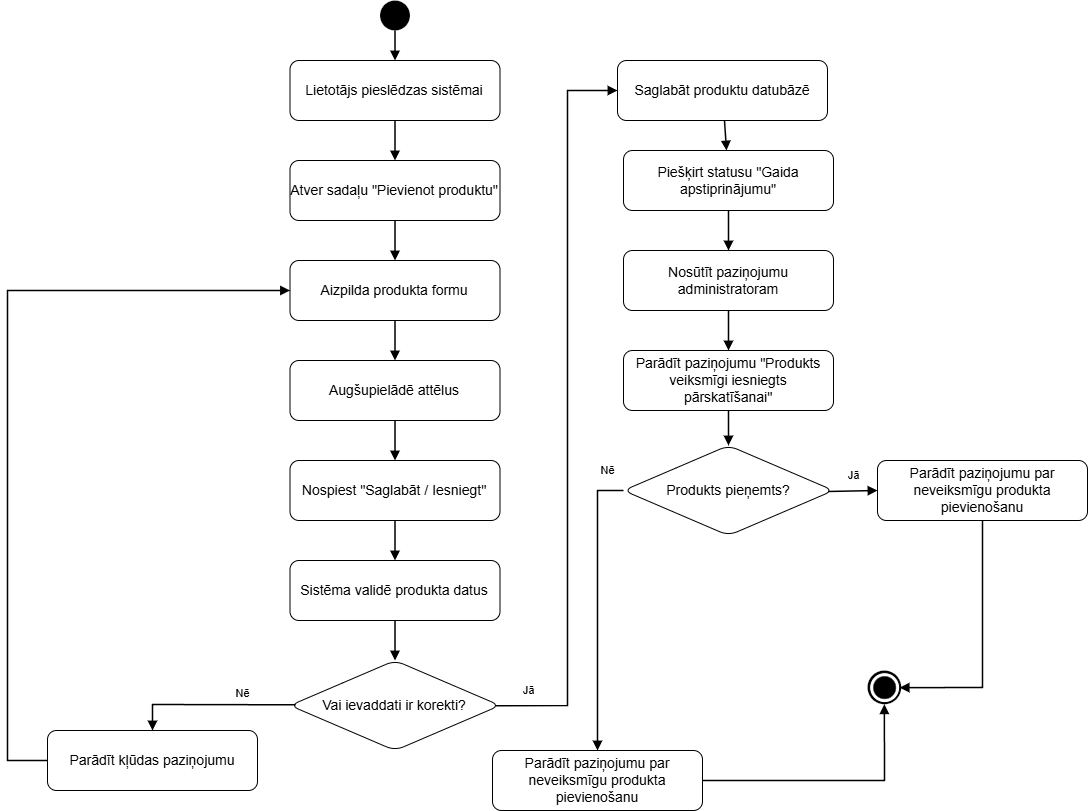 Lietotājs pieslēdzas sistēmai
Atver sadaļu "Pievienot produktu"
Aizpilda produkta formu
Augšupielādē attēlus
Nospiest "Saglabāt / Iesniegt"
Sistēma validē produkta datus
Vai ievaddati ir korekti?
Nē
Jā
Parādīt kļūdas paziņojumu
Saglabāt produktu datubāzē
Piešķirt statusu "Gaida
apstiprinājumu"
Nosūtīt paziņojumu
administratoram
Parādīt paziņojumu "Produkts
veiksmīgi iesniegts
pārskatīšanai"
Produkts pieņemts?
Nē
Jā
Parādīt paziņojumu par
neveiksmīgu produkta
pievienošanu
Parādīt paziņojumu par
neveiksmīgu produkta
pievienošanu